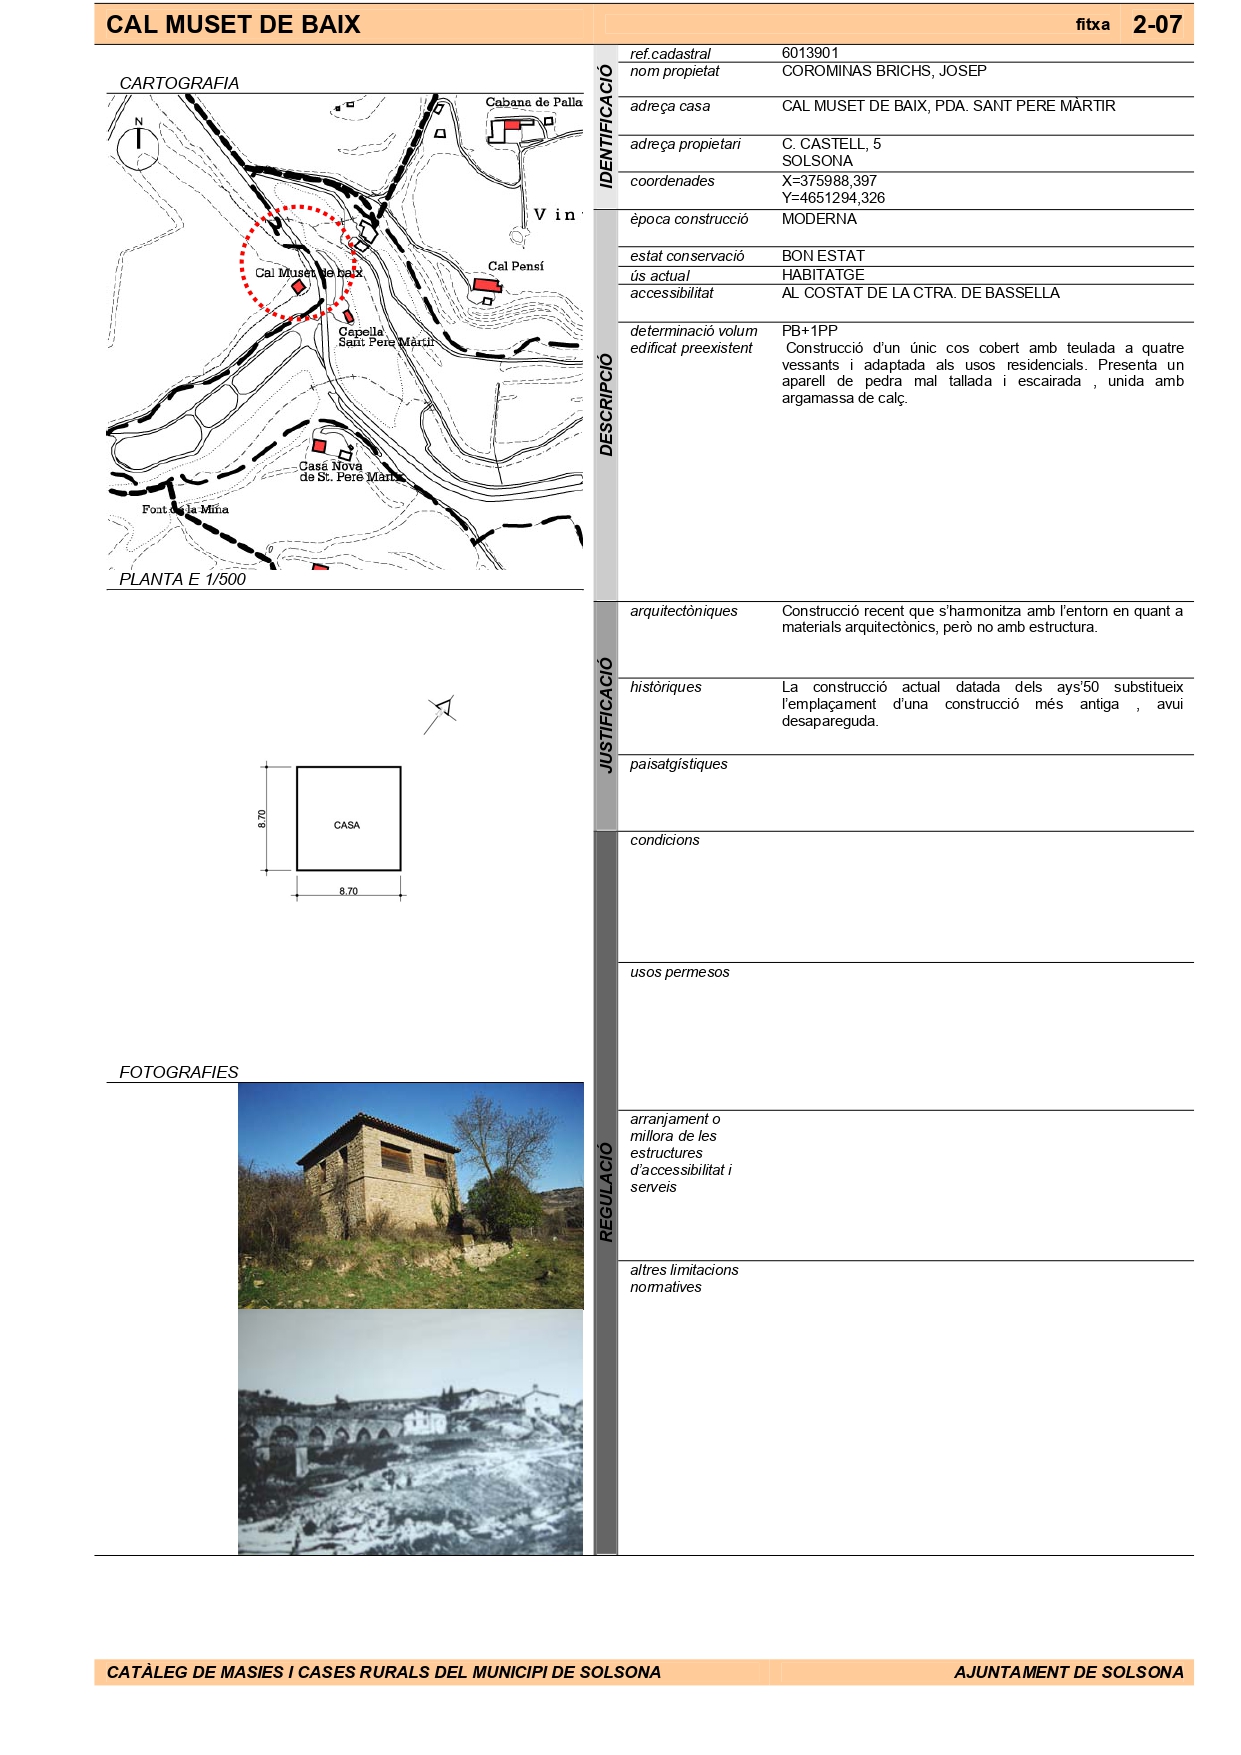 CAL MUSET DE BAIX
fitxa 2-07
CARTOGRAFIA
N
Cabana de Palla
Vin
Cal Muset de baix
Cal Pensí
Capella
Sant Pere Màrtir
Casa Nova
de St. Pere Màrtir
Font de la Mina
PLANTA E 1/500
8.70
CASA
8.70
FOTOGRAFIES
IDENTIFICACIÓ
ref.cadastral 6013901
nom propietat COROMINAS BRICHS, JOSEP
adreça casa CAL MUSET DE BAIX, PDA. SANT PERE MÀRTIR
adreça propietari C. CASTELL, 5
SOLSONA
coordenades X=375988,397
Y=4651294,326
DESCRIPCIÓ
època construcció MODERNA
estat conservació BON ESTAT
ús actual HABITATGE
accessibilitat AL COSTAT DE LA CTRA. DE BASSELLA
determinació volum PB+1PP
edificat preexistent Construcció d’un únic cos cobert amb teulada a quatre
vessants i adaptada als usos residencials. Presenta un
aparell de pedra mal tallada i escairada , unida amb
argamassa de calç.
JUSTIFICACIÓ
arquitectòniques Construcció recent que s’harmonitza amb l’entorn en quant a
materials arquitectònics, però no amb estructura.
històriques La construcció actual datada dels ays’50 substitueix
l’emplaçament d’una construcció més antiga , avui
desapareguda.
paisatgístiques
REGULACIÓ
condicions
usos permesos
arranjament o
millora de les
estructures
d’accessibilitat i
serveis
altres limitacions
normatives
CATÀLEG DE MASIES I CASES RURALS DEL MUNICIPI DE SOLSONA AJUNTAMENT DE SOLSONA